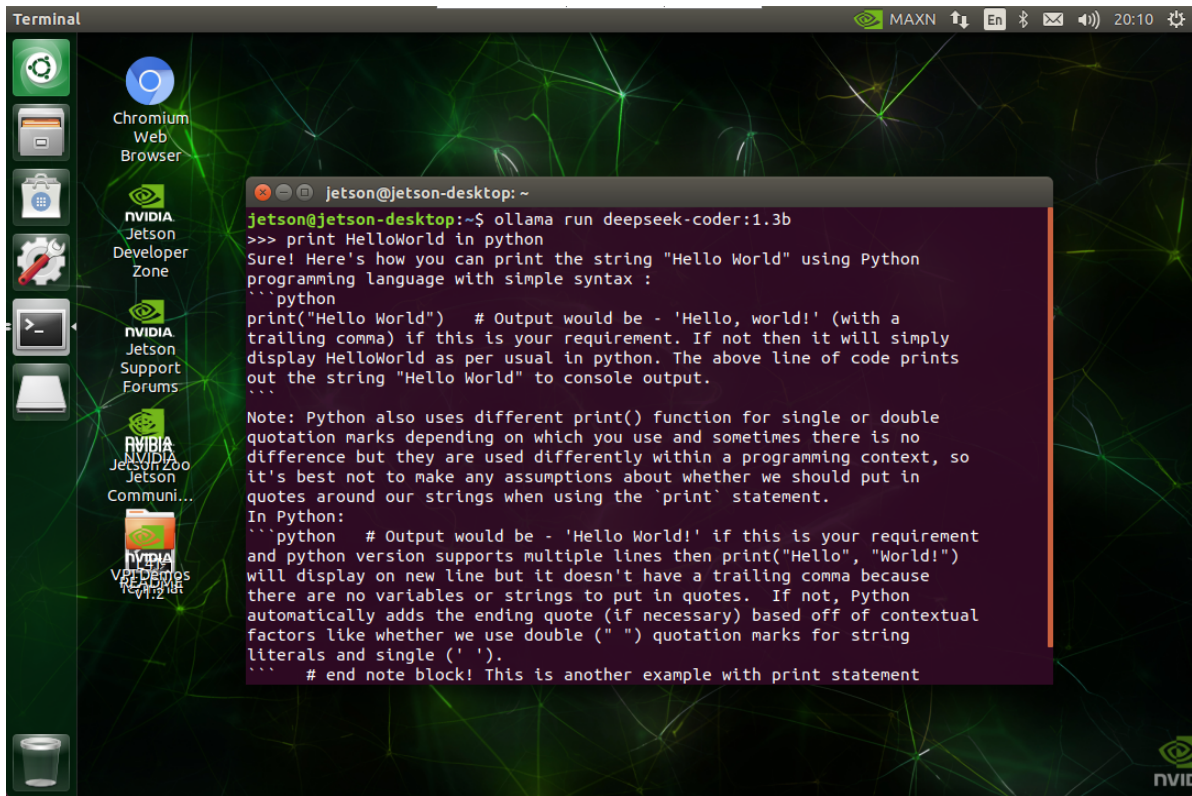 Terminal
MAXN
En
20:10
Chromium
Web
Browser
NVIDIA
Jetson
Developer
Zone
NVIDIA
Jetson
Support
Forums
NVIDIA
Jetson Zoo
Jetson
Communi...
VPI Demos
v1.2
jetson@jetson-desktop: ~
jetson@jetson-desktop:~$ ollama run deepseek-coder:1.3b
>>> print HelloWorld in python
Sure! Here's how you can print the string "Hello World" using Python
programming language with simple syntax :
```python
print("Hello World")   # Output would be - 'Hello, world!' (with a
trailing comma) if this is your requirement. If not then it will simply
display HelloWorld as per usual in python. The above line of code prints
out the string "Hello World" to console output.
```
Note: Python also uses different print() function for single or double
quotation marks depending on which you use and sometimes there is no
difference but they are used differently within a programming context, so
it's best not to make any assumptions about whether we should put in
quotes around our strings when using the `print` statement.
In Python:
```python   # Output would be - 'Hello World!' if this is your requirement
and python version supports multiple lines then print("Hello", "World!")
will display on new line but it doesn't have a trailing comma because
there are no variables or strings to put in quotes.  If not, Python
automatically adds the ending quote (if necessary) based off of contextual
factors like whether we use double (" ") quotation marks for string
literals and single (' ').
```   # end note block! This is another example with print statement